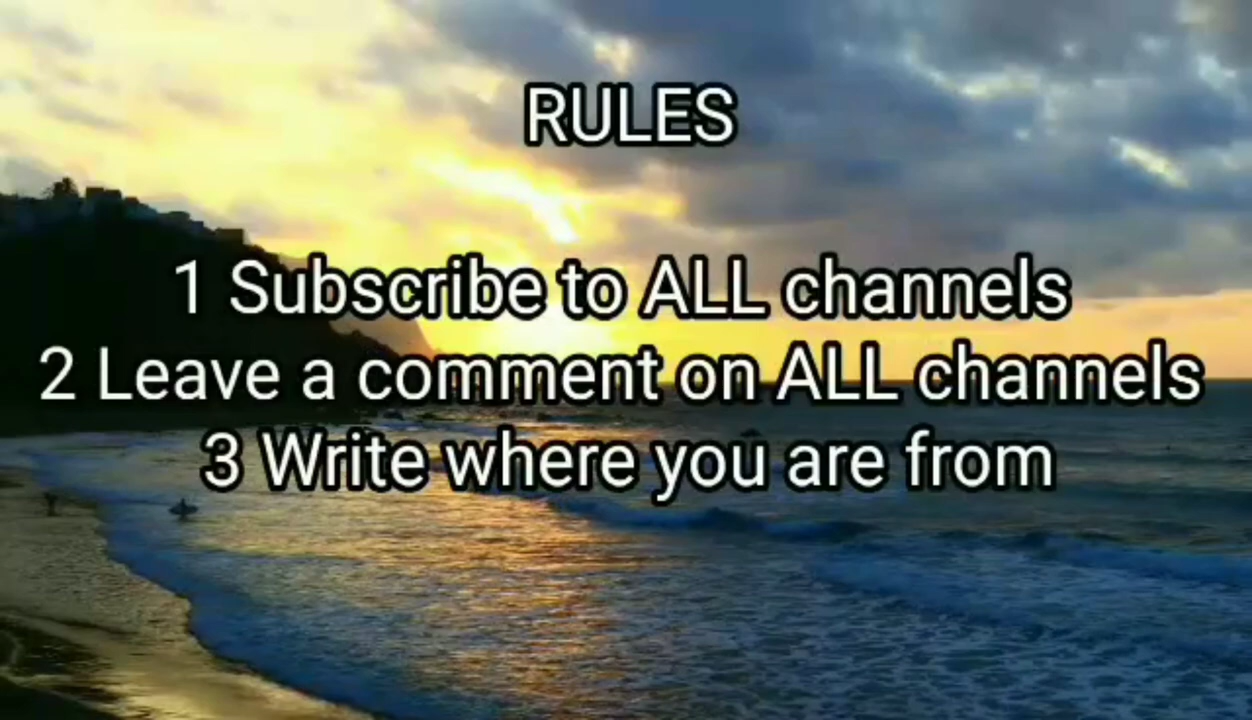 RULES
1 Subscribe to ALL channels
2 Leave a comment on ALL channels
3 Write where you are from